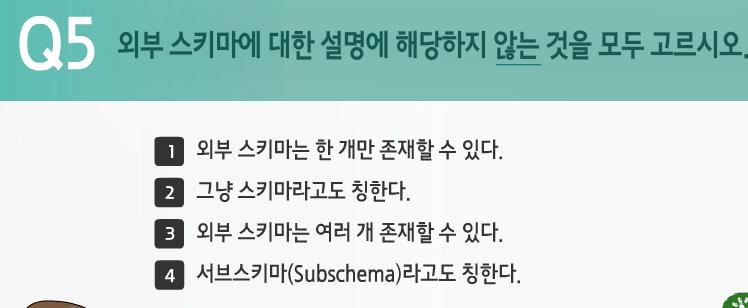 Q5 외부 스키마에 대한 설명에 해당하지 않는 것을 모두 고르시오.
1 외부 스키마는 한 개만 존재할 수 있다.
2 그냥 스키마라고도 칭한다.
3 외부 스키마는 여러 개 존재할 수 있다.
4 서브스키마(Subschema)라고도 칭한다.